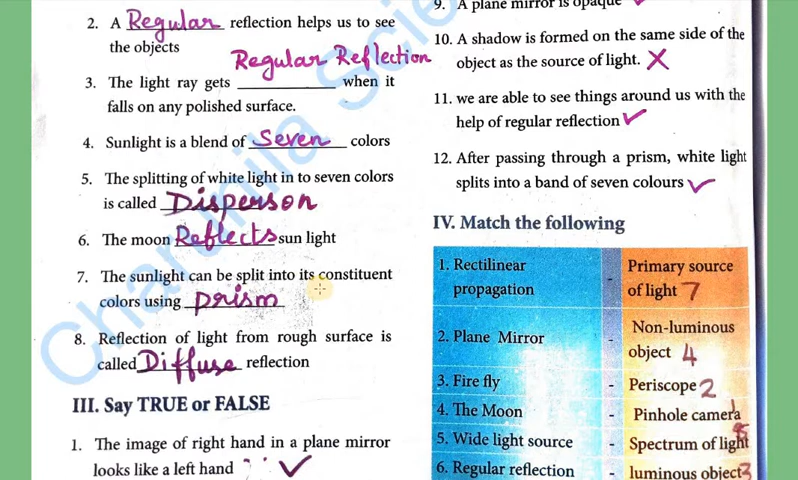 2. A Regular reflection helps us to see
the objects
Regular Reflection
3. The light ray gets ____________ when it
falls on any polished surface.
4. Sunlight is a blend of Seven colors
5. The splitting of white light in to seven colors
is called Disperson
6. The moon Reflects sun light
7. The sunlight can be split into its constituent
colors using prism
8. Reflection of light from rough surface is
called Diffuse reflection
III. Say TRUE or FALSE
1. The image of right hand in a plane mirror
looks like a left hand ✓
9. A plane mirror is opaque ✓
10. A shadow is formed on the same side of the
object as the source of light. X
11. we are able to see things around us with the
help of regular reflection ✓
12. After passing through a prism, white light
splits into a band of seven colours ✓
IV. Match the following
1. Rectilinear propagation - Primary source of light 7
2. Plane Mirror - Non-luminous object 4
3. Fire fly - Periscope 2
4. The Moon - Pinhole camera 1
5. Wide light source - Spectrum of light
6. Regular reflection - luminous object 3